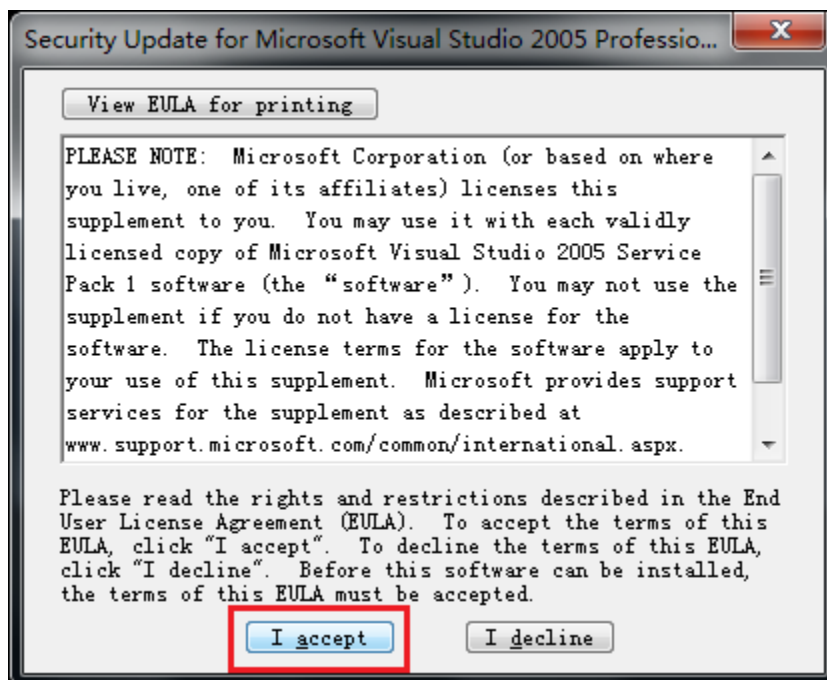 Security Update for Microsoft Visual Studio 2005 Professio...
View EULA for printing
PLEASE NOTE:  Microsoft Corporation (or based on where
you live, one of its affiliates) licenses this
supplement to you.  You may use it with each validly
licensed copy of Microsoft Visual Studio 2005 Service
Pack 1 software (the “software”).  You may not use the
supplement if you do not have a license for the
software.  The license terms for the software apply to
your use of this supplement.  Microsoft provides support
services for the supplement as described at
www.support.microsoft.com/common/international.aspx.
Please read the rights and restrictions described in the End
User License Agreement (EULA).  To accept the terms of this
EULA, click "I accept".  To decline the terms of this EULA,
click "I decline".  Before this software can be installed,
the terms of this EULA must be accepted.
I accept
I decline